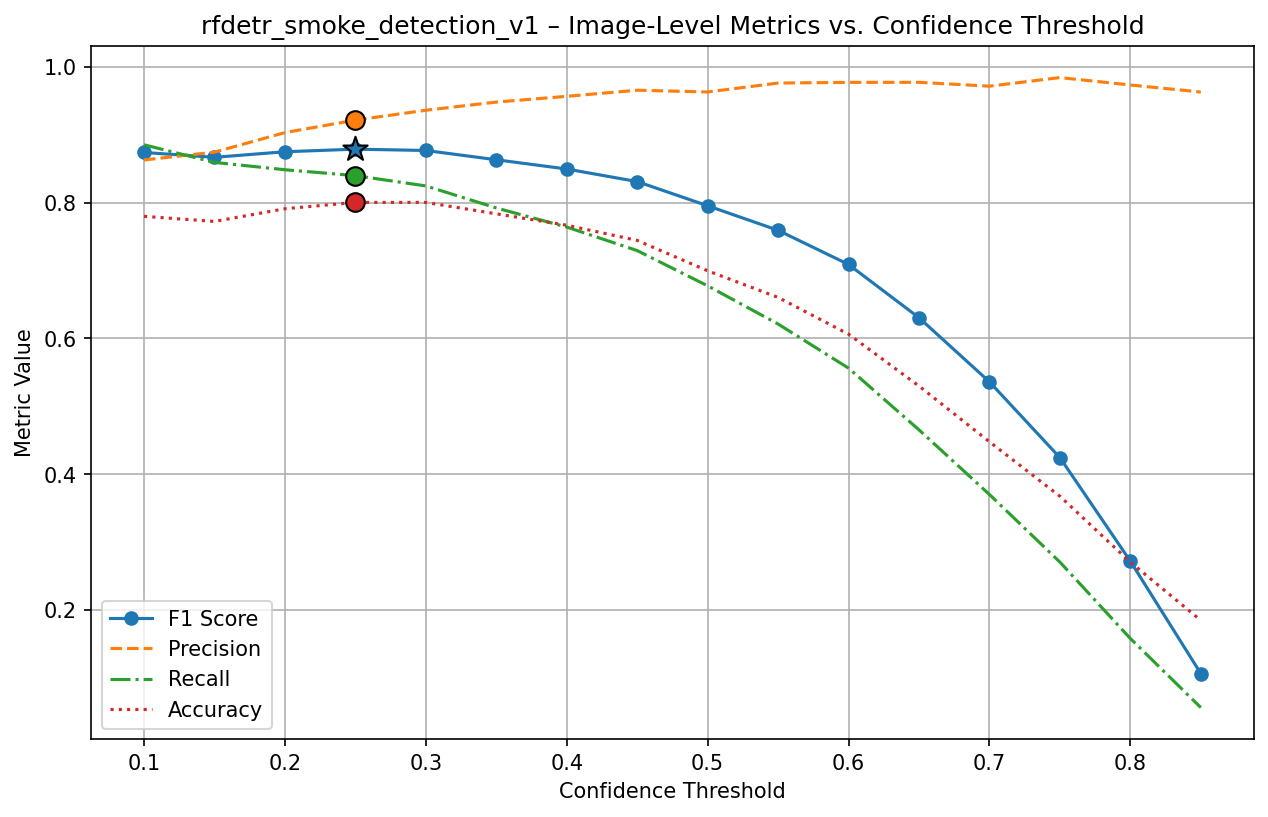 rfdetr_smoke_detection_v1 – Image-Level Metrics vs. Confidence Threshold
Metric Value
1.0
0.8
0.6
0.4
0.2
F1 Score
Precision
Recall
Accuracy
0.1 0.2 0.3 0.4 0.5 0.6 0.7 0.8
Confidence Threshold